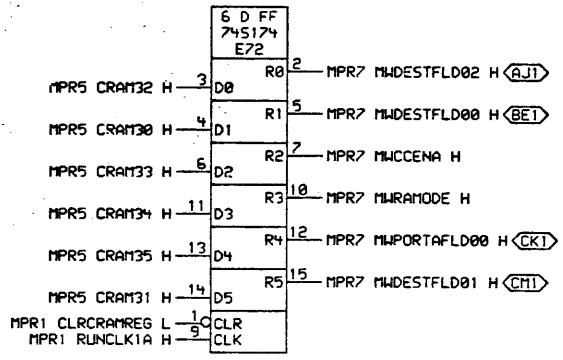 6 D FF
74S174
E72
R0 2 MPR7 MWDESTFLD02 H AJ1
MPR5 CRAM32 H 3 D0
R1 5 MPR7 MWDESTFLD00 H BE1
MPR5 CRAM30 H 4 D1
R2 7 MPR7 MWCCENA H
MPR5 CRAM33 H 6 D2
R3 10 MPR7 MWRAMODE H
MPR5 CRAM34 H 11 D3
R4 12 MPR7 MWPORTAFLD00 H CK1
MPR5 CRAM35 H 13 D4
R5 15 MPR7 MWDESTFLD01 H CM1
MPR5 CRAM31 H 14 D5
MPR1 CLRCRAMREG L 1 CLR
MPR1 RUNCLK1A H 9 CLK